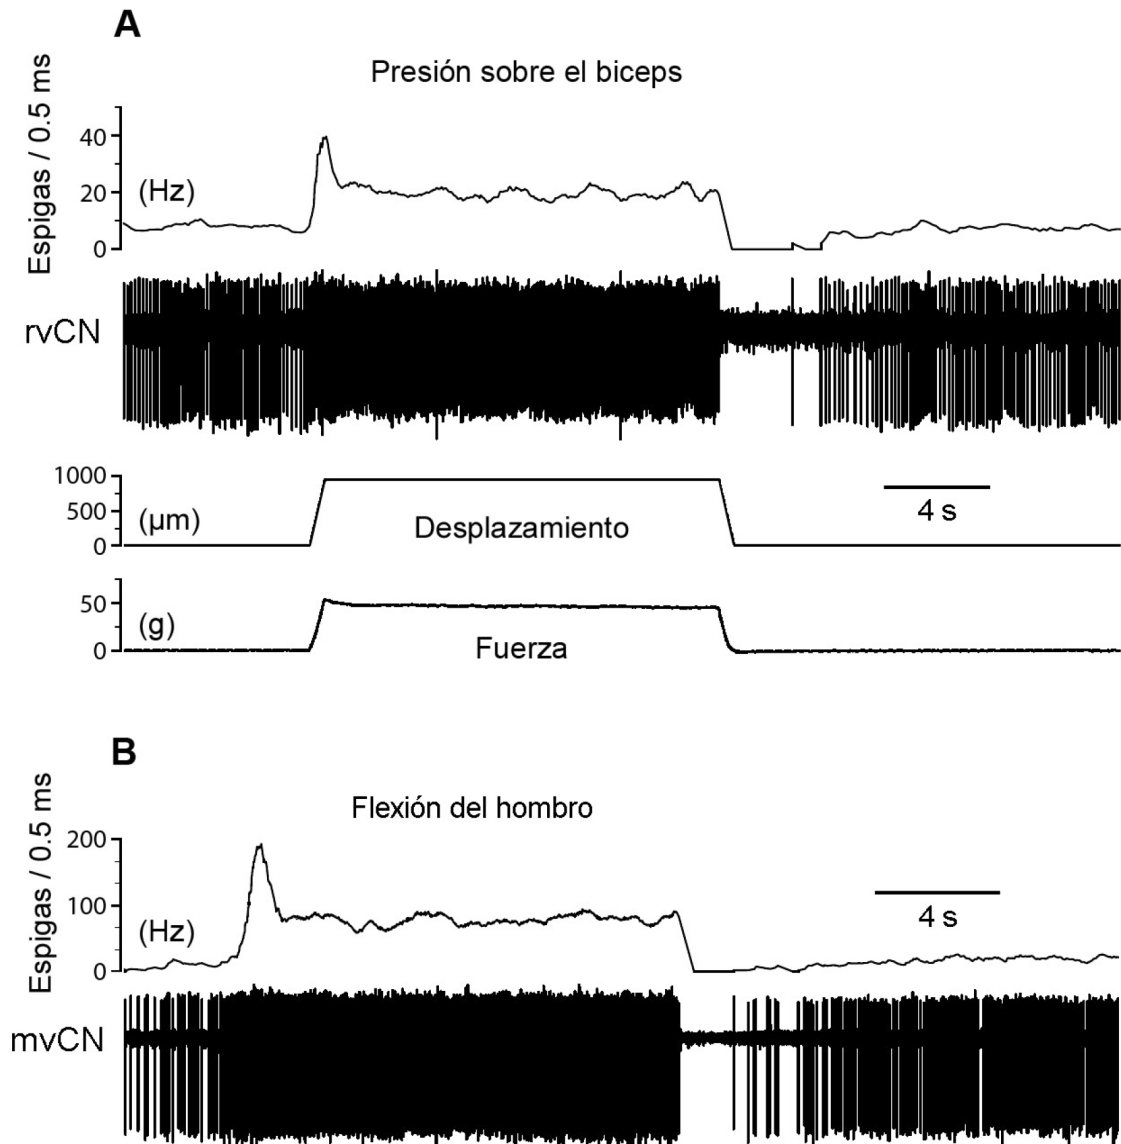 A
Presión sobre el biceps
Espigas / 0.5 ms
40
20
0
(Hz)
rvCN
1000
500
0
(µm)
Desplazamiento
4 s
50
0
(g)
Fuerza
B
Flexión del hombro
Espigas / 0.5 ms
200
100
0
(Hz)
4 s
mvCN